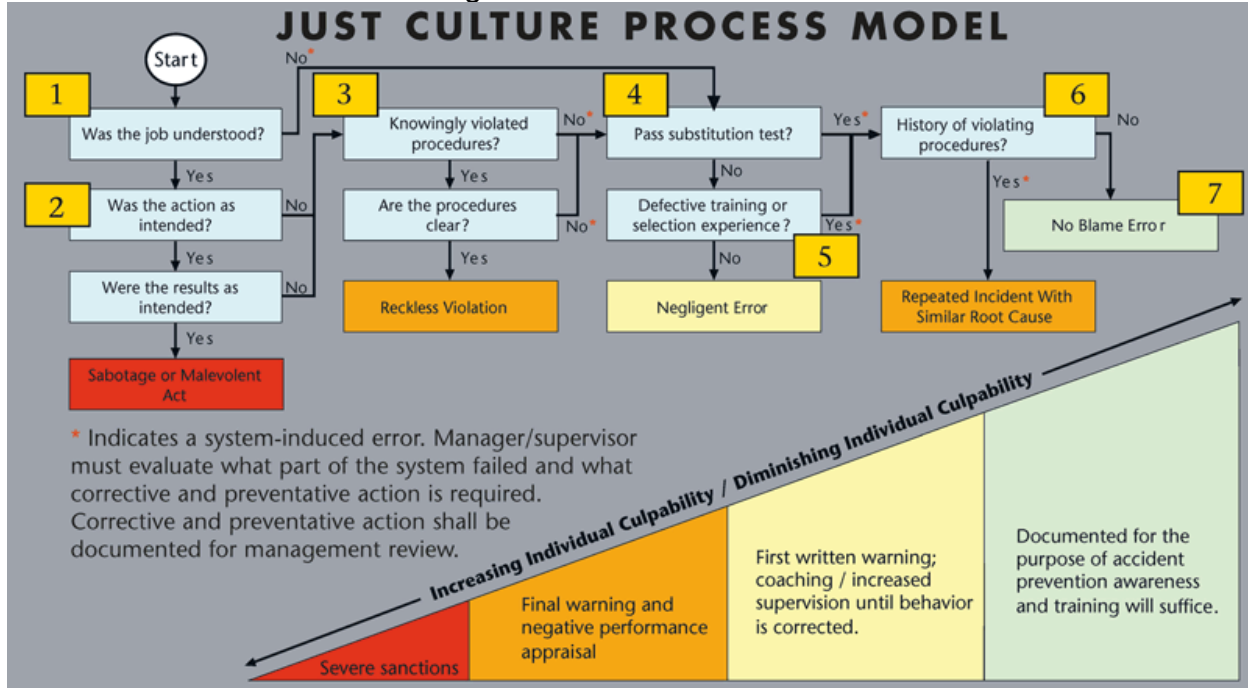 JUST CULTURE PROCESS MODEL
Start
No*
1
Was the job understood?
Yes
2
Was the action as
intended?
No
Yes
Were the results as
intended?
No
Yes
Sabotage or Malevolent
Act
3
Knowingly violated
procedures?
No*
Yes
Are the procedures
clear?
No*
Yes
Reckless Violation
4
Pass substitution test?
Yes*
No
Defective training or
selection experience?
Yes*
5
No
Negligent Error
6
History of violating
procedures?
No
Yes*
7
No Blame Error
Repeated Incident With
Similar Root Cause
* Indicates a system-induced error. Manager/supervisor
must evaluate what part of the system failed and what
corrective and preventative action is required.
Corrective and preventative action shall be
documented for management review.
Increasing Individual Culpability / Diminishing Individual Culpability
Severe sanctions
Final warning and
negative performance
appraisal
First written warning;
coaching / increased
supervision until behavior
is corrected.
Documented for the
purpose of accident
prevention awareness
and training will suffice.